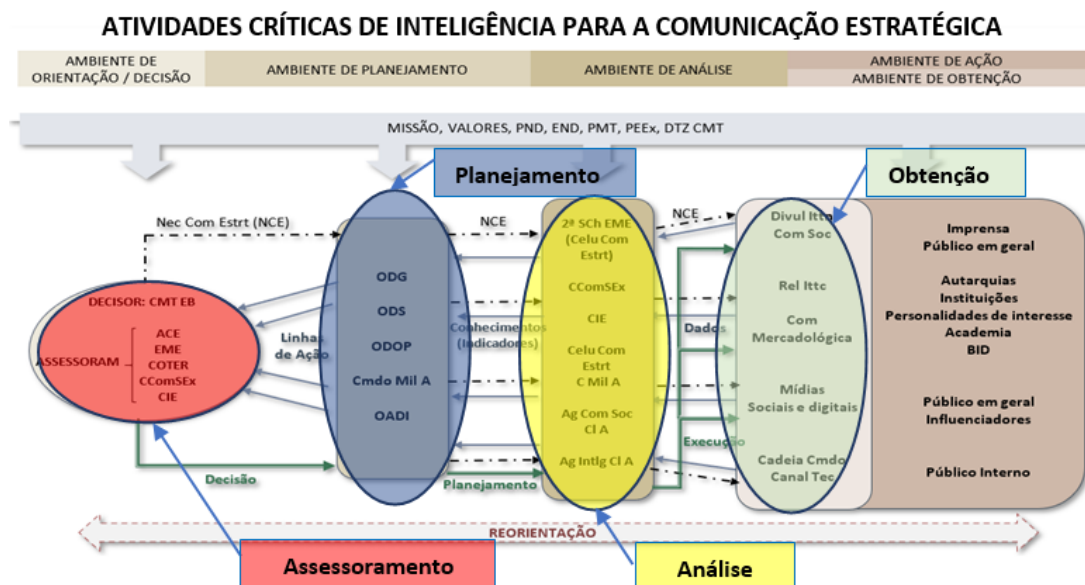 ATIVIDADES CRÍTICAS DE INTELIGÊNCIA PARA A COMUNICAÇÃO ESTRATÉGICA
AMBIENTE DE
ORIENTAÇÃO / DECISÃO
AMBIENTE DE PLANEJAMENTO
AMBIENTE DE ANÁLISE
AMBIENTE DE AÇÃO
AMBIENTE DE OBTENÇÃO
MISSÃO, VALORES, PND, END, PMT, PEEx, DTZ CMT
Planejamento
Obtenção
Nec Com Estrt (NCE)
NCE
NCE
DECISOR: CMT EB
ASSESSORAM
ACE
EME
COTER
CComSEx
CIE
Linhas
de Ação
Decisão
ODG
ODS
ODOP
Cmdo Mil A
OADI
Conhecimentos
(Indicadores)
Planejamento
2ª SCh EME
(Celu Com
Estrt)
CComSEx
CIE
Celu Com
Estrt
C Mil A
Ag Com Soc
Cl A
Ag Intlg Cl A
Dados
Execução
Divul Ittc
Com Soc
Rel Ittc
Com
Mercadológica
Mídias
Sociais e digitais
Cadeia Cmdo
Canal Tec
Imprensa
Público em geral
Autarquias
Instituições
Personalidades de interesse
Academia
BID
Público em geral
Influenciadores
Público Interno
REORIENTAÇÃO
Assessoramento
Análise